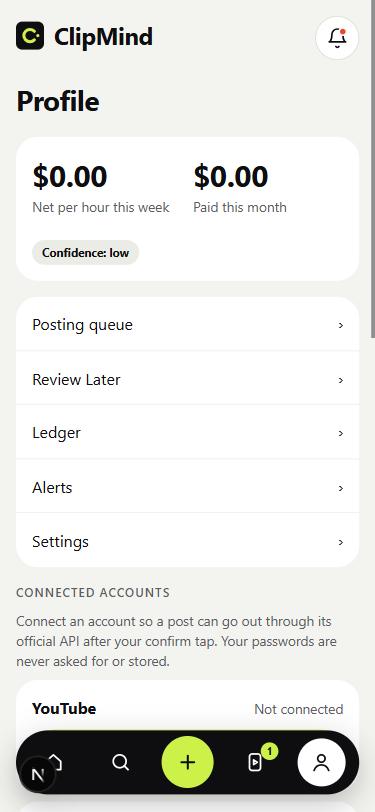 ClipMind
Profile
$0.00
Net per hour this week
$0.00
Paid this month
Confidence: low
Posting queue
Review Later
Ledger
Alerts
Settings
CONNECTED ACCOUNTS
Connect an account so a post can go out through its
official API after your confirm tap. Your passwords are
never asked for or stored.
YouTube
Not connected
1
N